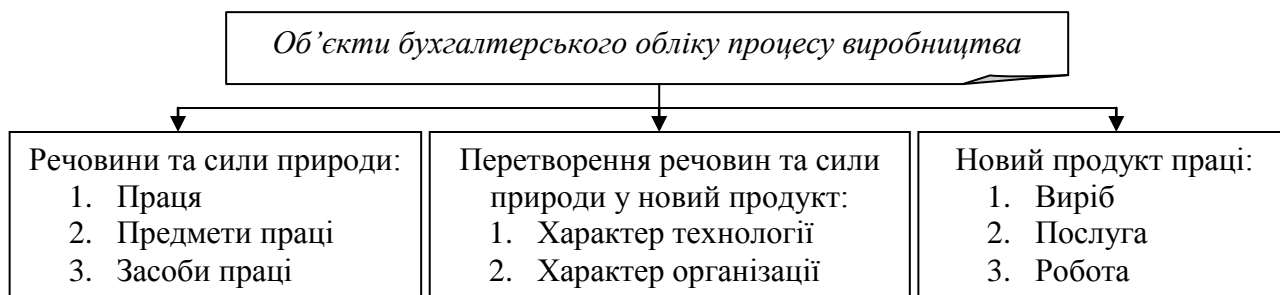 Об’єкти бухгалтерського обліку процесу виробництва
Речовини та сили природи:
1. Праця
2. Предмети праці
3. Засоби праці
Перетворення речовин та сили
природи у новий продукт:
1. Характер технології
2. Характер організації
Новий продукт праці:
1. Виріб
2. Послуга
3. Робота